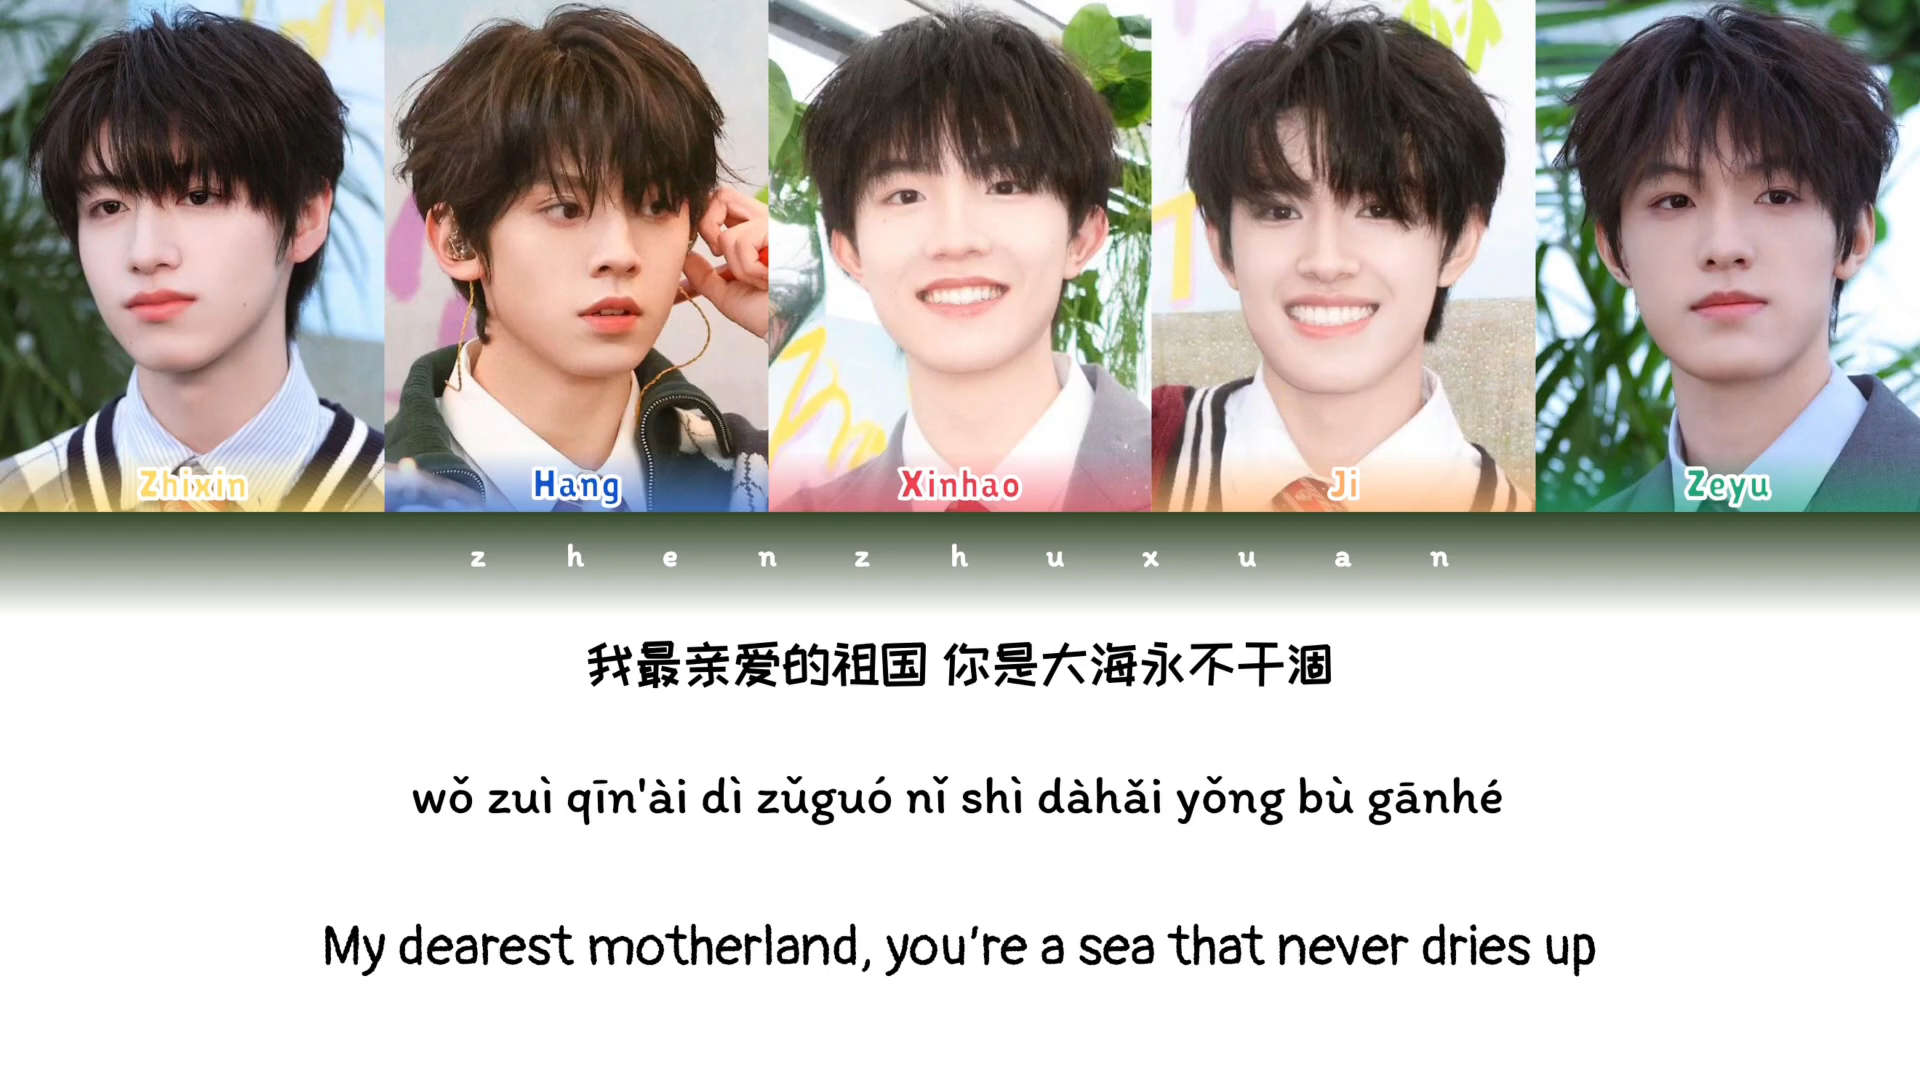 Zhixin Hang Xinhao Ji Zeyu
zhenzhuxuan
我最亲爱的祖国 你是大海永不干涸
wǒ zuì qīn'ài dì zǔguó nǐ shì dàhǎi yǒng bù gānhé
My dearest motherland, you're a sea that never dries up